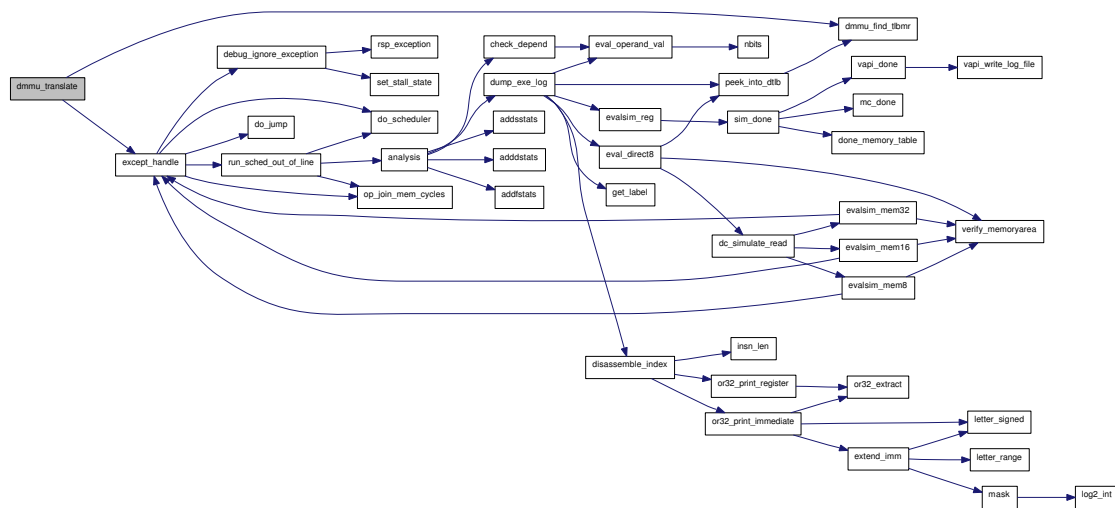 dmmu_translate
except_handle
debug_ignore_exception
do_jump
run_sched_out_of_line
rsp_exception
set_stall_state
do_scheduler
analysis
op_join_mem_cycles
check_depend
dump_exe_log
addsstats
adddstats
addfstats
eval_operand_val
evalsim_reg
eval_direct8
get_label
disassemble_index
nbits
peek_into_dtlb
sim_done
dc_simulate_read
insn_len
or32_print_register
or32_print_immediate
dmmu_find_tlbmr
vapi_done
mc_done
done_memory_table
evalsim_mem32
evalsim_mem16
evalsim_mem8
or32_extract
extend_imm
vapi_write_log_file
verify_memoryarea
letter_signed
letter_range
mask
log2_int